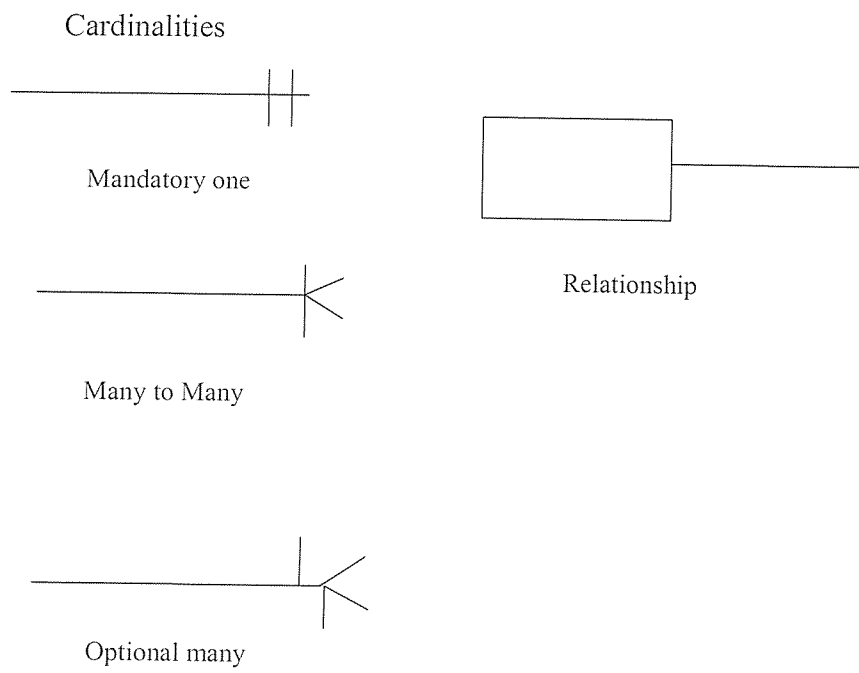 Cardinalities
Mandatory one
Relationship
Many to Many
Optional many